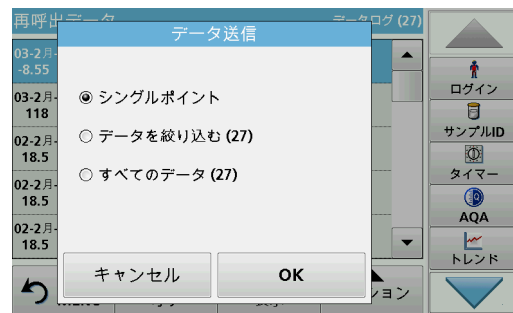 再呼出データ
データログ (27)
データ送信
03-2月-
-8.55
03-2月-
118
02-2月-
18.5
02-2月-
18.5
02-2月-
18.5
シングルポイント
データを絞り込む (27)
すべてのデータ (27)
キャンセル
OK
ション
ログイン
サンプルID
タイマー
AQA
トレンド